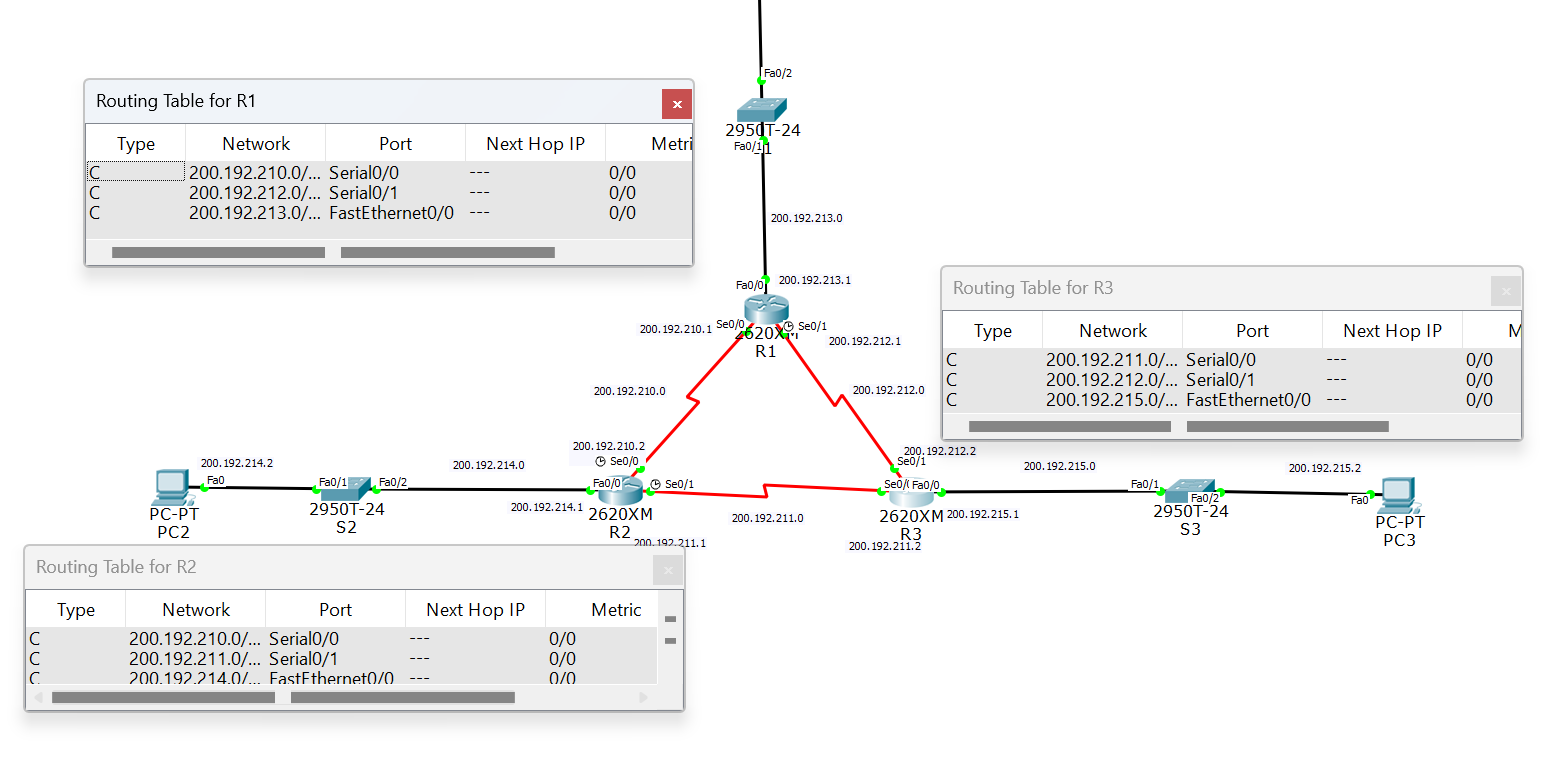 Fa0/2
2950T-24
Fa0/1
200.192.213.0
Routing Table for R1
Type Network Port Next Hop IP Metri
C 200.192.210.0/... Serial0/0 --- 0/0
C 200.192.212.0/... Serial0/1 --- 0/0
C 200.192.213.0/... FastEthernet0/0 --- 0/0
Fa0/0 200.192.213.1
200.192.210.1 Se0/0 Se0/1
2620XM
R1
200.192.212.1
200.192.210.0
200.192.212.0
Routing Table for R3
Type Network Port Next Hop IP M
C 200.192.211.0/... Serial0/0 --- 0/0
C 200.192.212.0/... Serial0/1 --- 0/0
C 200.192.215.0/... FastEthernet0/0 --- 0/0
200.192.210.2
Se0/0
200.192.212.2
Se0/1
200.192.214.2
200.192.214.0
200.192.215.0
200.192.215.2
Fa0
Fa0/1 Fa0/2
Fa0/0 Se0/1
Fa0/0
Fa0/1 Fa0/2
Fa0
PC-PT
PC2
2950T-24
S2
200.192.214.1
2620XM
R2
200.192.211.1
200.192.211.0
2620XM
R3
200.192.211.2
200.192.215.1
2950T-24
S3
PC-PT
PC3
Routing Table for R2
Type Network Port Next Hop IP Metric
C 200.192.210.0/... Serial0/0 --- 0/0
C 200.192.211.0/... Serial0/1 --- 0/0
C 200.192.214.0/... FastEthernet0/0 --- 0/0